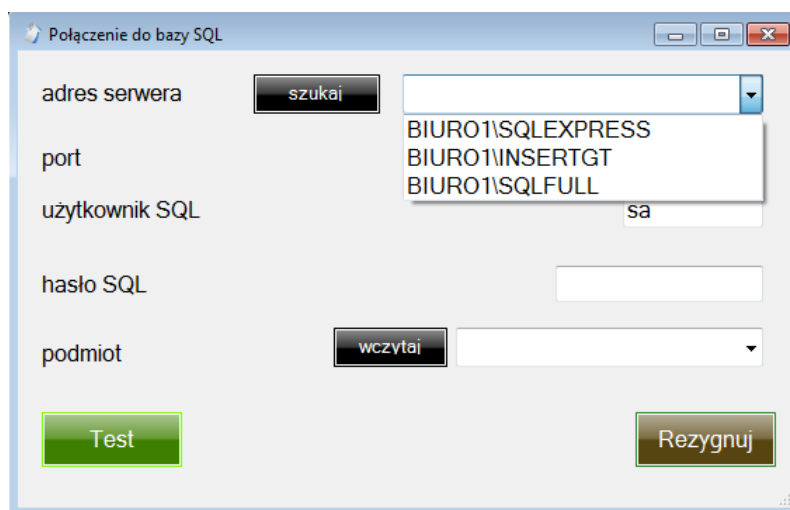 Połączenie do bazy SQL
adres serwera szukaj
BIURO1\SQLEXPRESS
port BIURO1\INSERTGT
BIURO1\SQLFULL
użytkownik SQL sa
hasło SQL
podmiot wczytaj
Test Rezygnuj